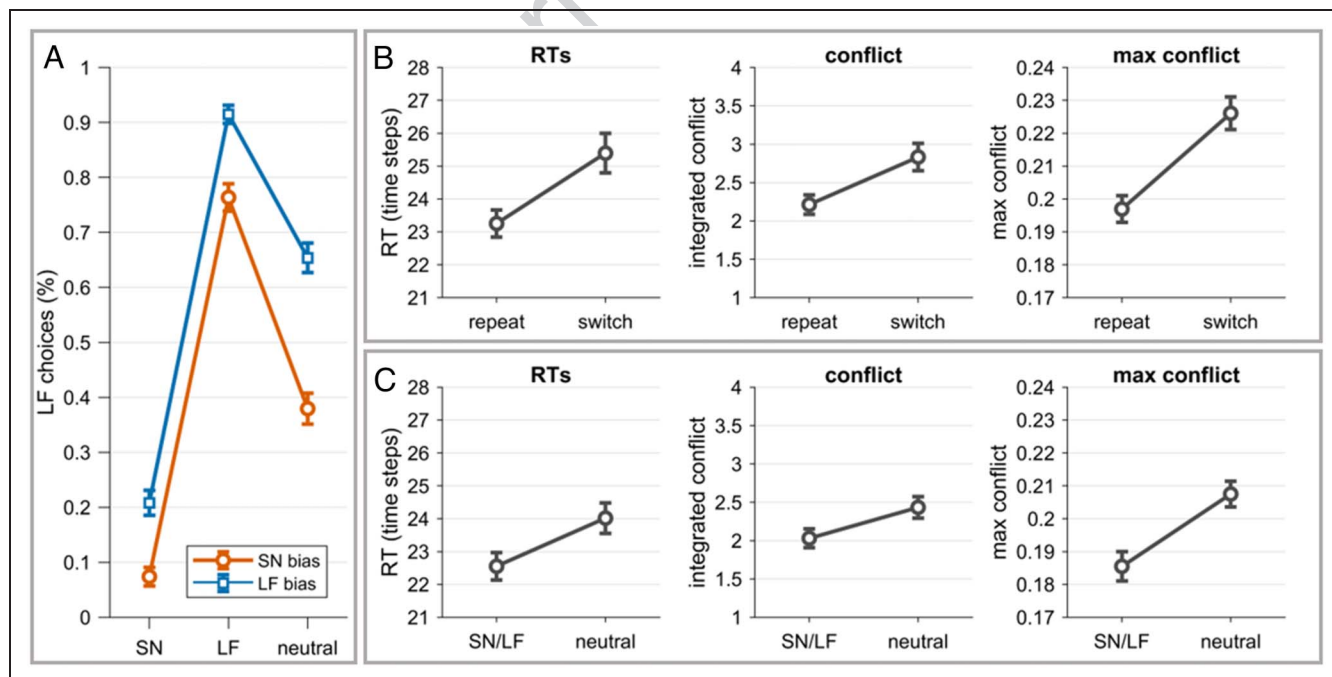 A
1
0.9
0.8
0.7
0.6
0.5
0.4
0.3
0.2
0.1
0
LF choices (%)
SN LF neutral
SN bias
LF bias
B
RTs
28
27
26
25
24
23
22
21
RT (time steps)
repeat switch
conflict
4
3.5
3
2.5
2
1.5
1
integrated conflict
repeat switch
max conflict
0.24
0.23
0.22
0.21
0.2
0.19
0.18
0.17
max conflict
repeat switch
C
RTs
28
27
26
25
24
23
22
21
RT (time steps)
SN/LF neutral
conflict
4
3.5
3
2.5
2
1.5
1
integrated conflict
SN/LF neutral
max conflict
0.24
0.23
0.22
0.21
0.2
0.19
0.18
0.17
max conflict
SN/LF neutral